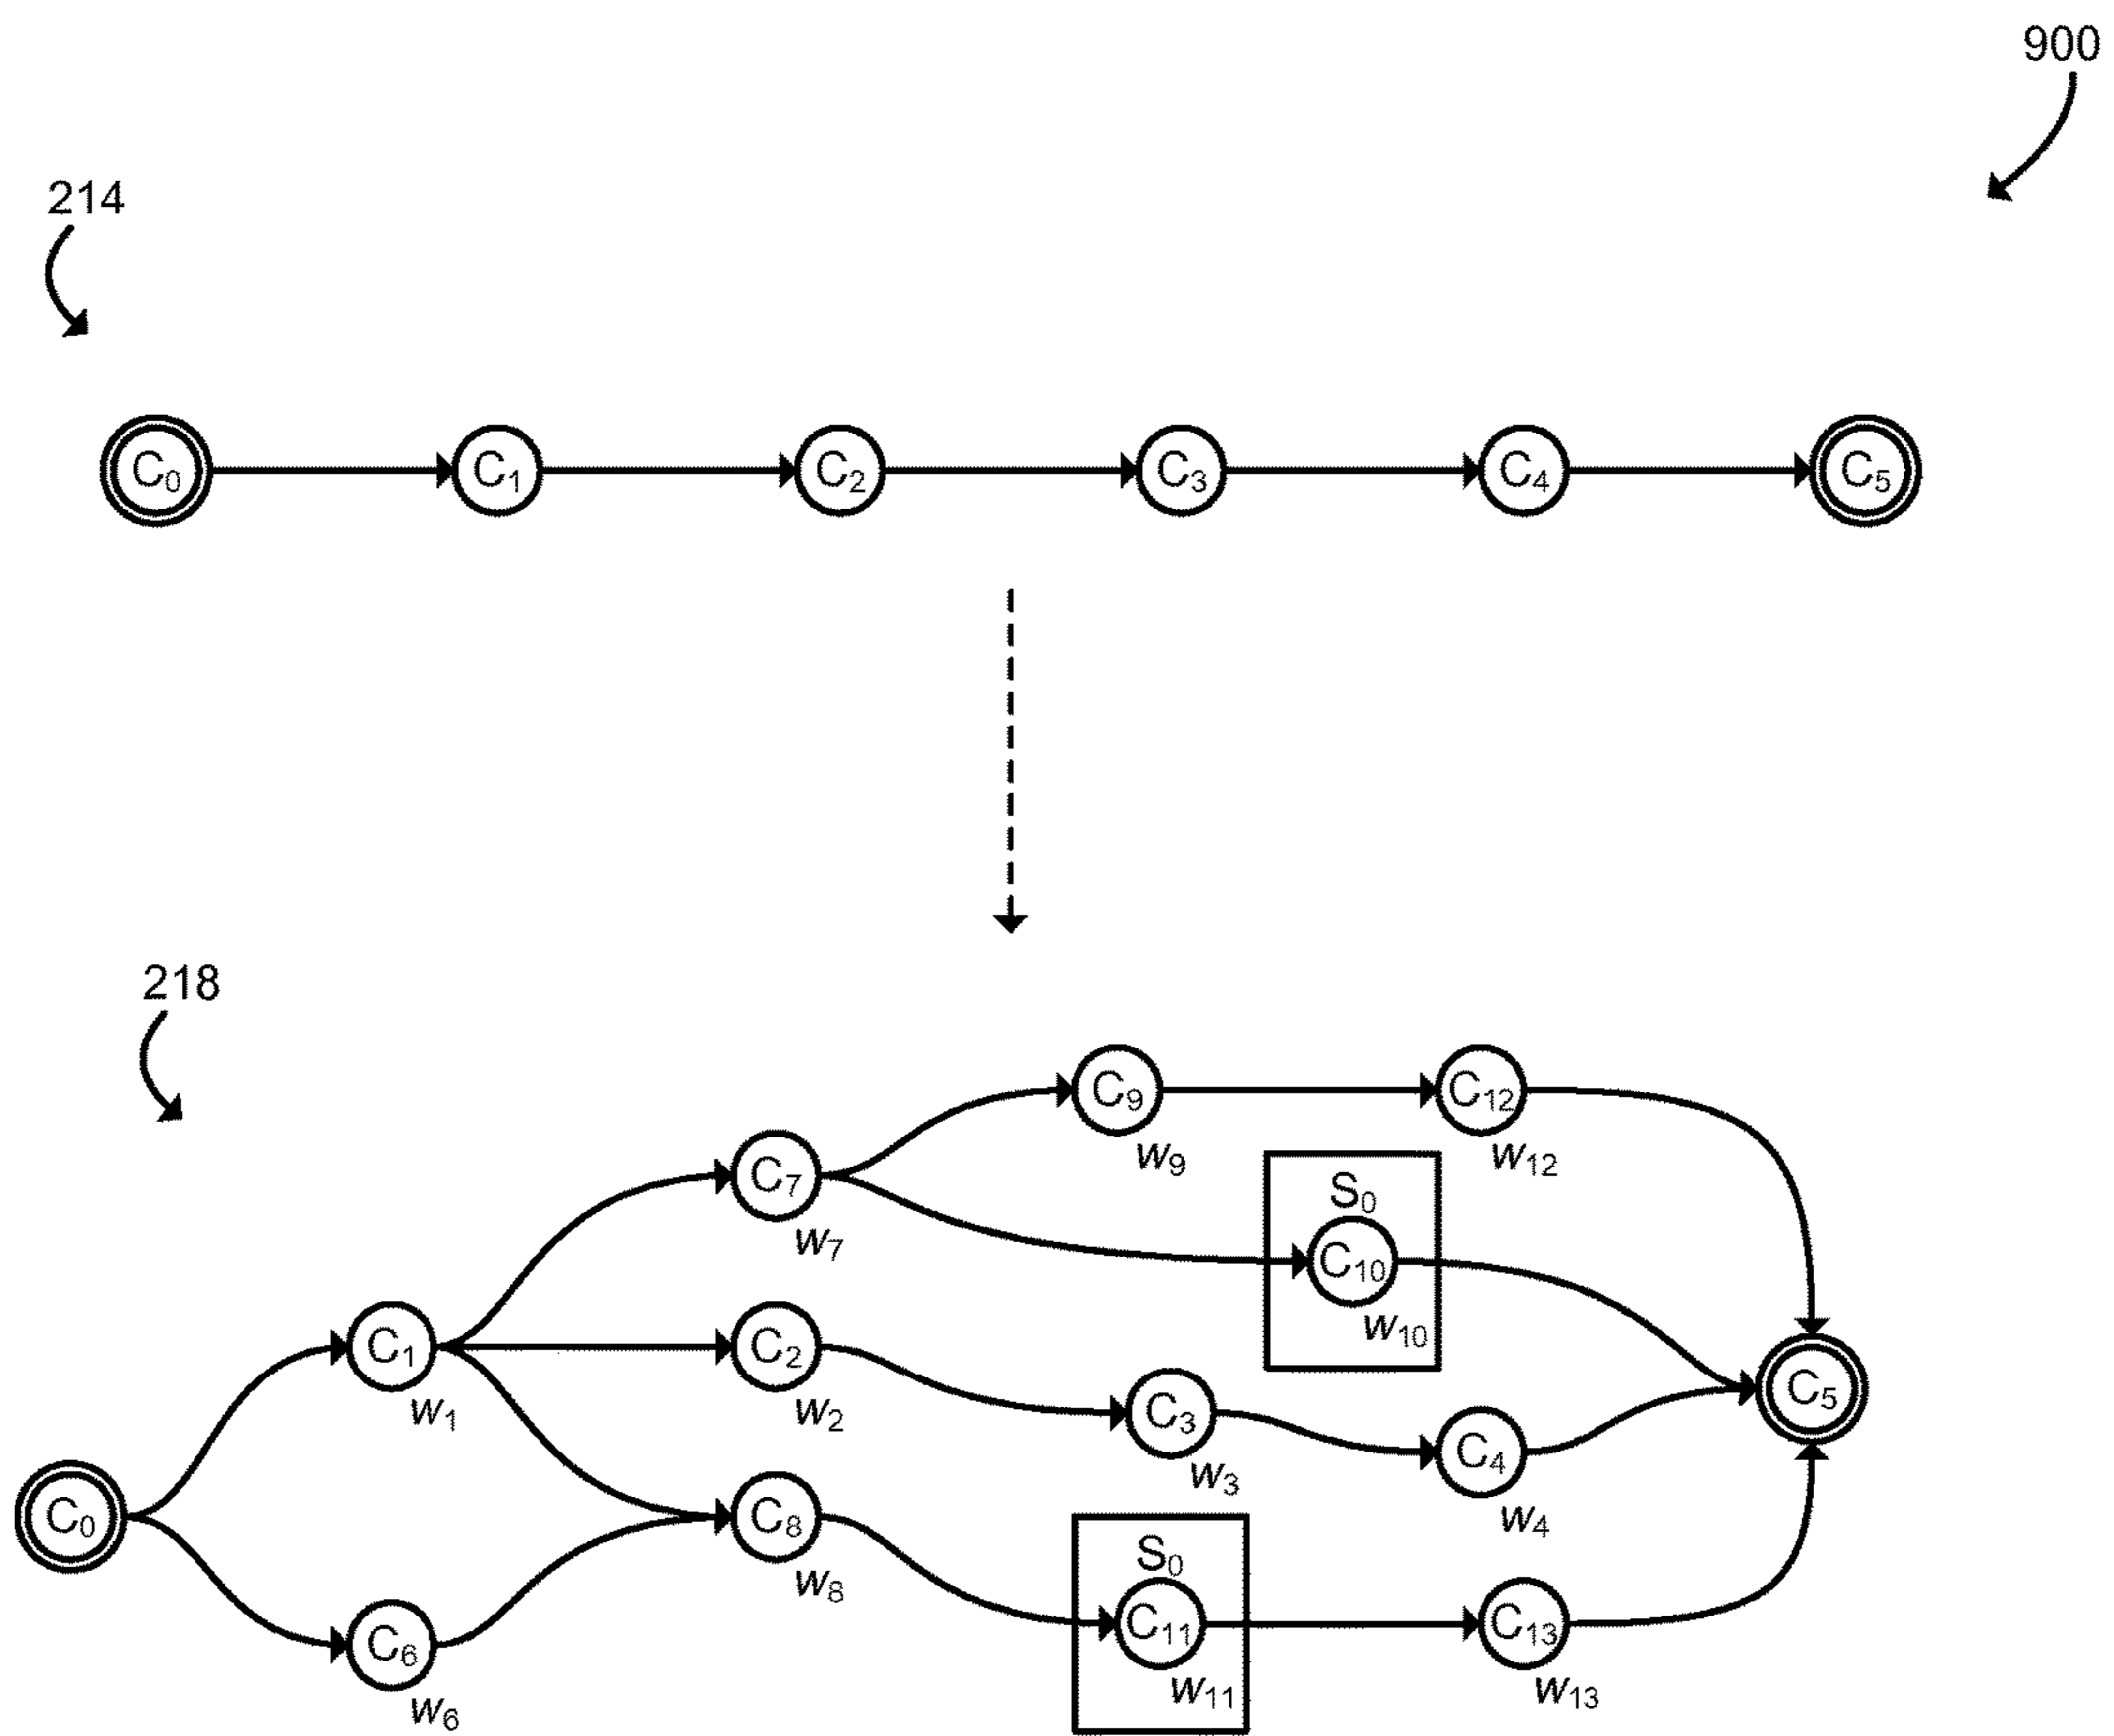 900
214
C₀ C₁ C₂ C₃ C₄ C₅
218
C₉ C₁₂
w₉ w₁₂
C₇ S₀
w₇ C₁₀
w₁₀
C₁ C₂ C₅
w₁ w₂ C₃
w₃ C₄
w₄
C₀ C₈ S₀
w₈ C₁₁ C₁₃
C₆ w₁₁ w₁₃
w₆